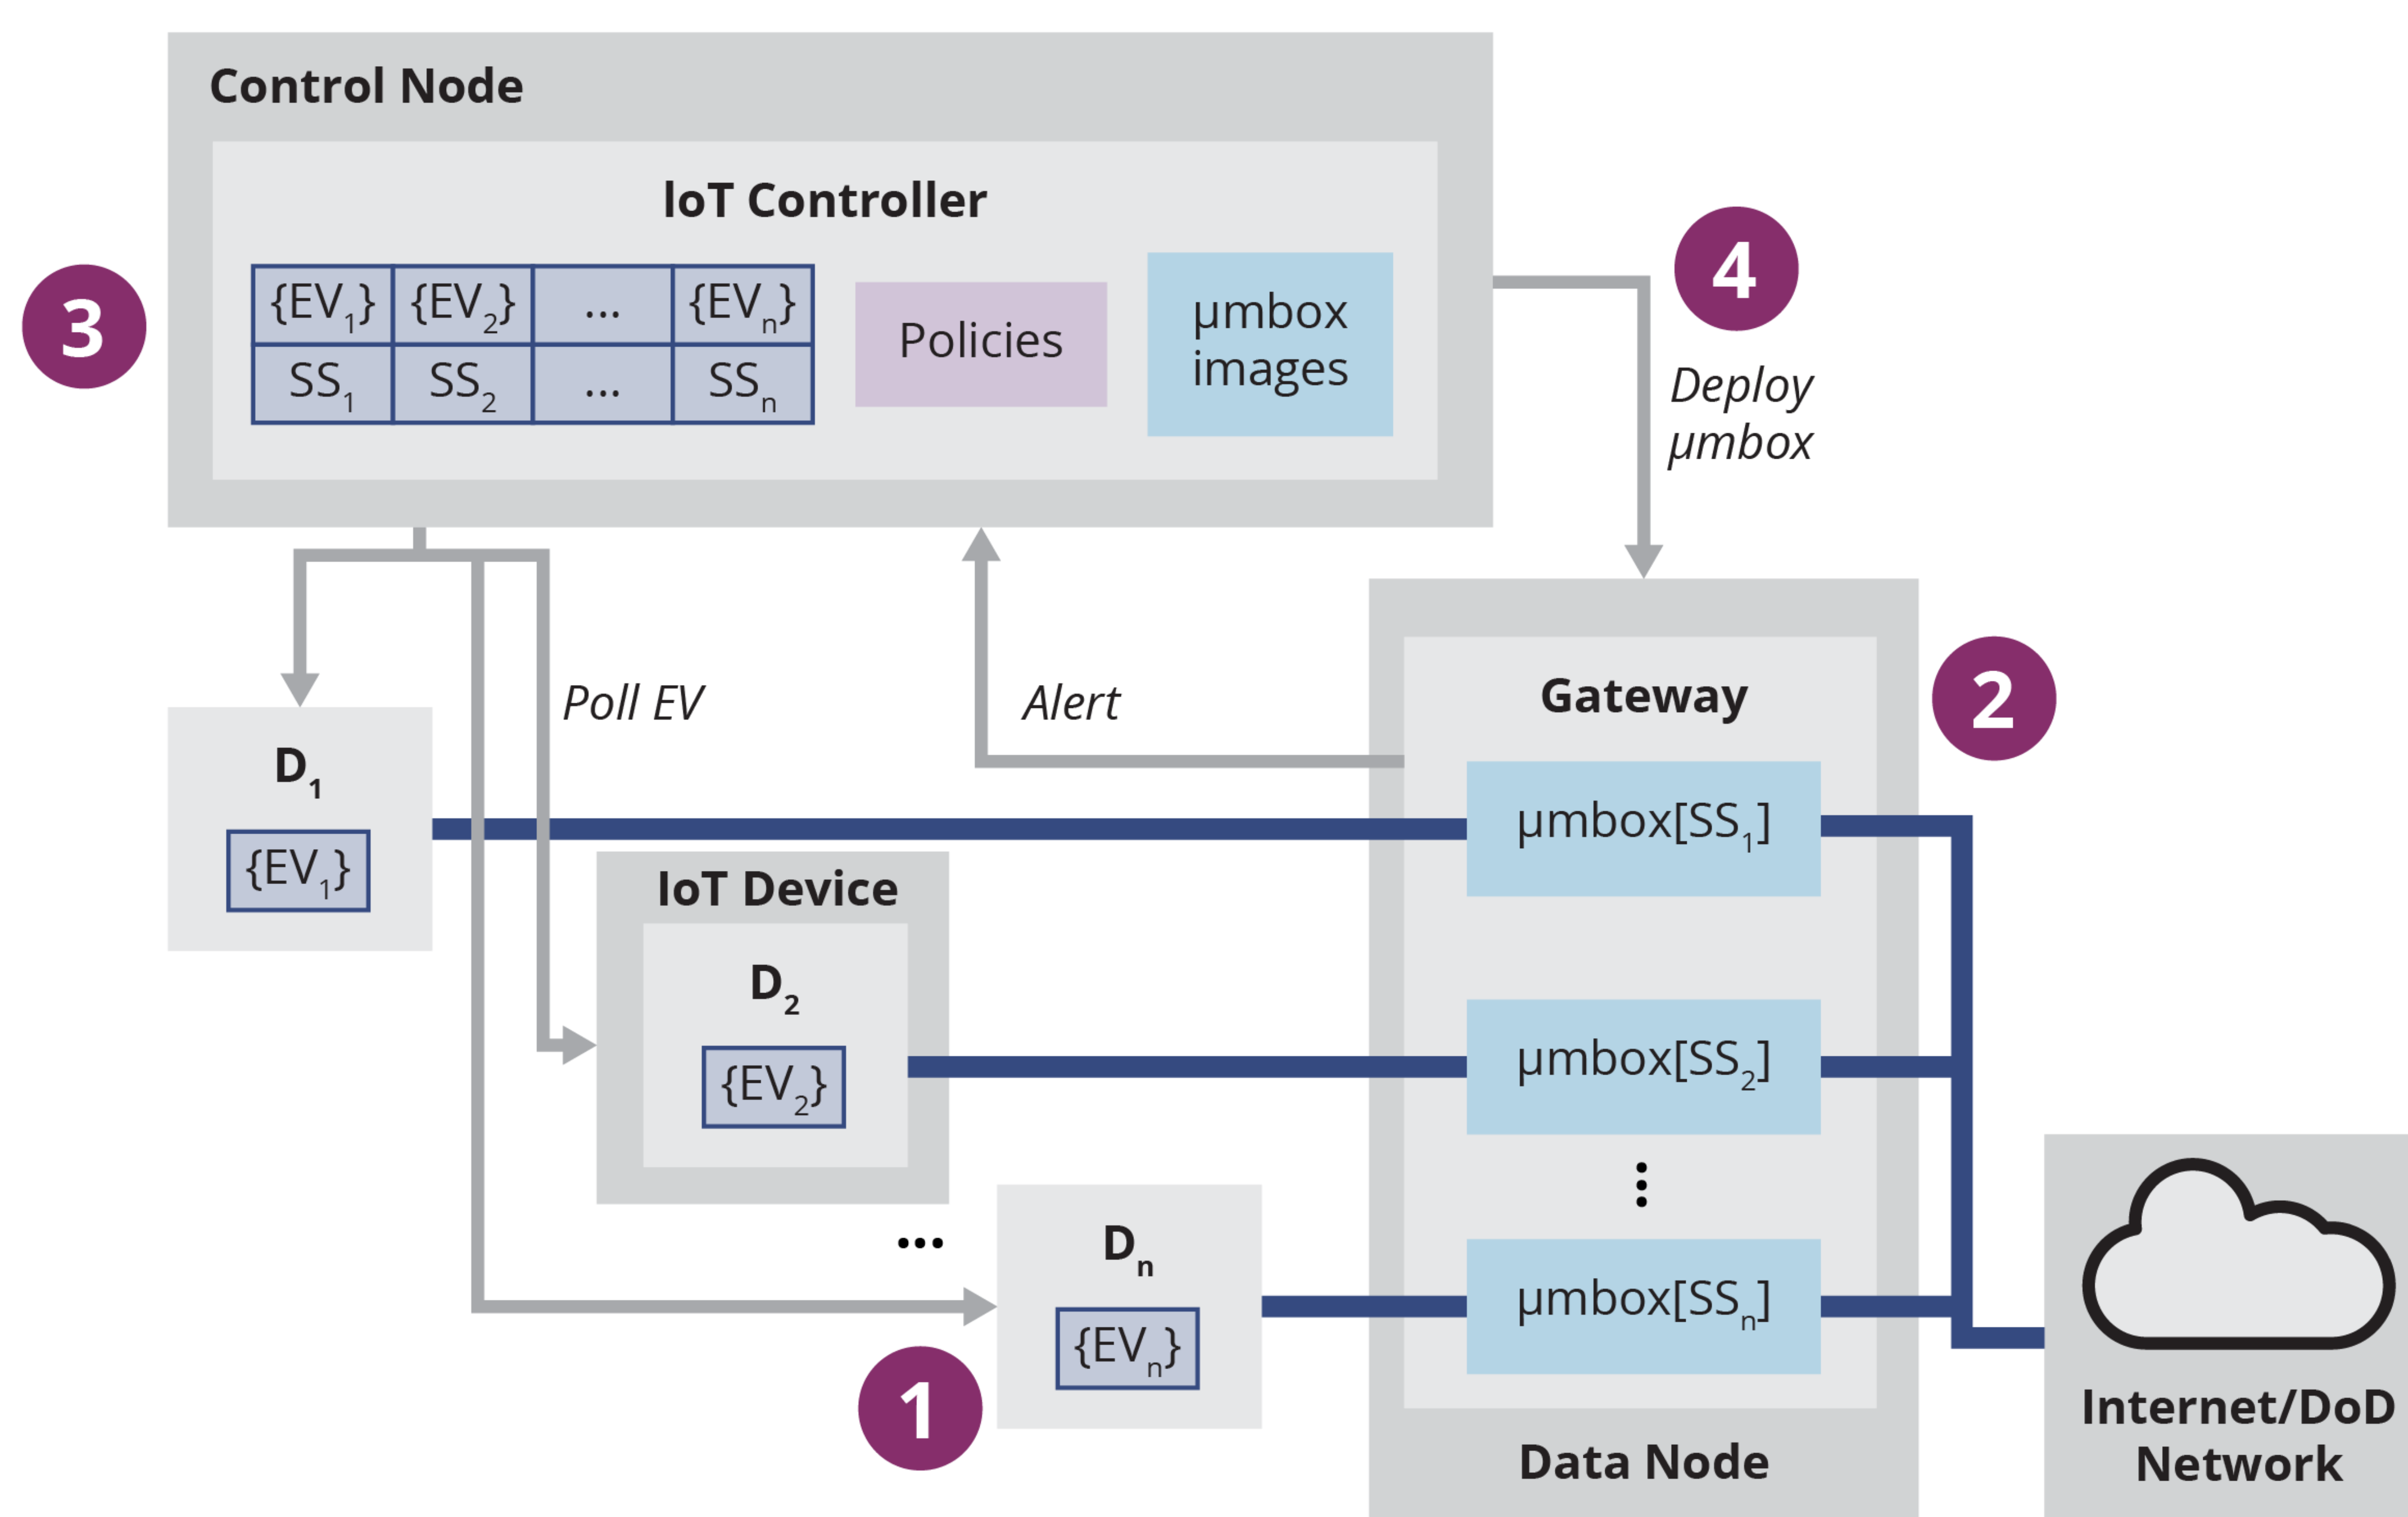 Control Node
IoT Controller
3
{EV1} {EV2} ... {EVn}
SS1 SS2 ... SSn
Policies
µmbox
images
4
Deploy
µmbox
Poll EV
Alert
Gateway
2
D1
{EV1}
µmbox[SS1]
IoT Device
D2
{EV2}
µmbox[SS2]
...
Dn
{EVn}
µmbox[SSn]
1
Data Node
Internet/DoD
Network